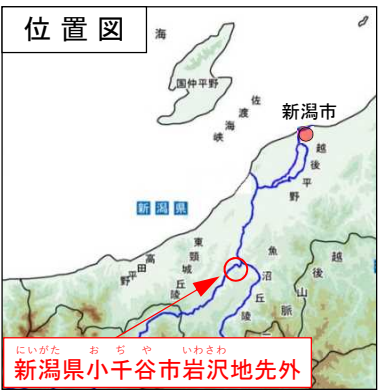 位置図
海
国仲平野
佐渡海峡
新潟市
越後平野
新潟県
高田平野
東頸城丘陵
魚沼丘陵
越後山脈
にいがた おぢや いわさわ
新潟県小千谷市岩沢地先外